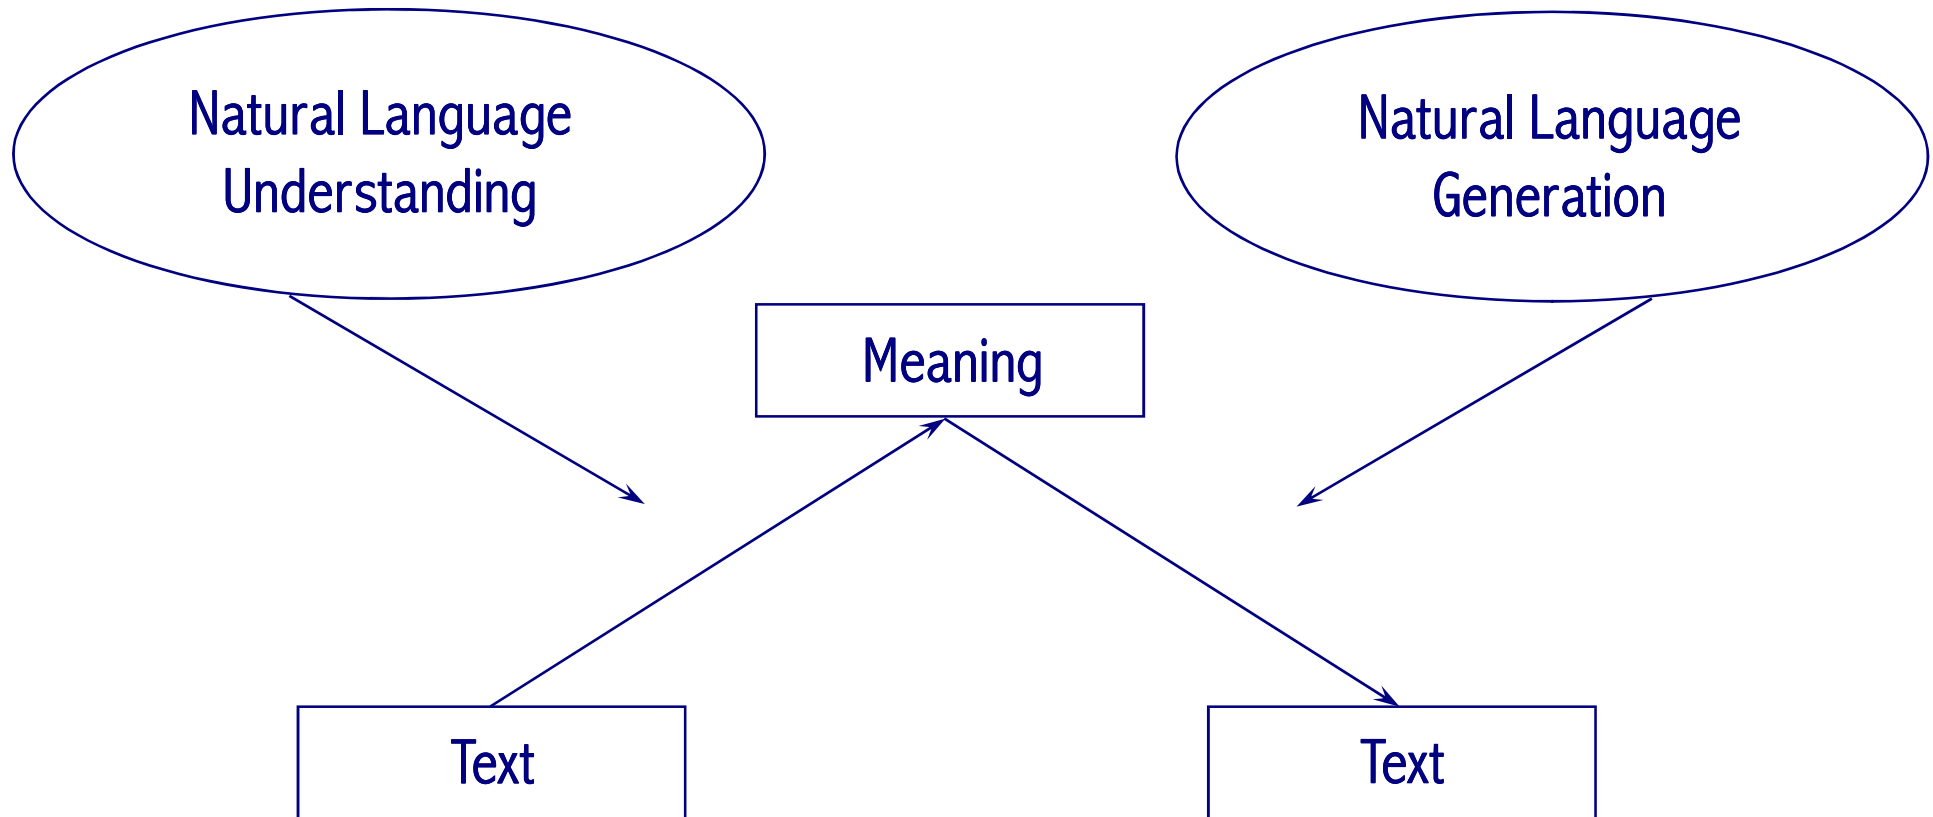 Natural Language
Understanding
Natural Language
Generation
Meaning
Text
Text